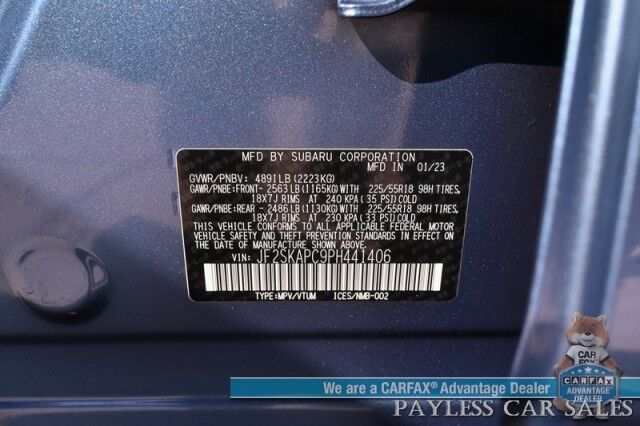 MFD BY SUBARU CORPORATION
MFD IN 01/23
GVWR/PNBV: 4891LB(2223KG)
GAWR/PNBE:FRONT- 2563LB(1165KG)WITH 225/55R18 98H TIRES,
18X7J RIMS AT 240 KPA(35 PSI)COLD
GAWR/PNBE:REAR - 2486LB(1130KG)WITH 225/55R18 98H TIRES,
18X7J RIMS AT 230 KPA(33 PSI)COLD
THIS VEHICLE CONFORMS TO ALL APPLICABLE FEDERAL MOTOR
VEHICLE SAFETY AND THEFT PREVENTION STANDARDS IN EFFECT
ON THE DATE OF MANUFACTURE SHOWN ABOVE.
VIN: JF2SKAPC9PH441406
TYPE:MPV/VTUM ICES/NMB-002
CAR
FOX
We are a CARFAX® Advantage Dealer
CARFAX
ADVANTAGE
DEALER
PAYLESS CAR SALES